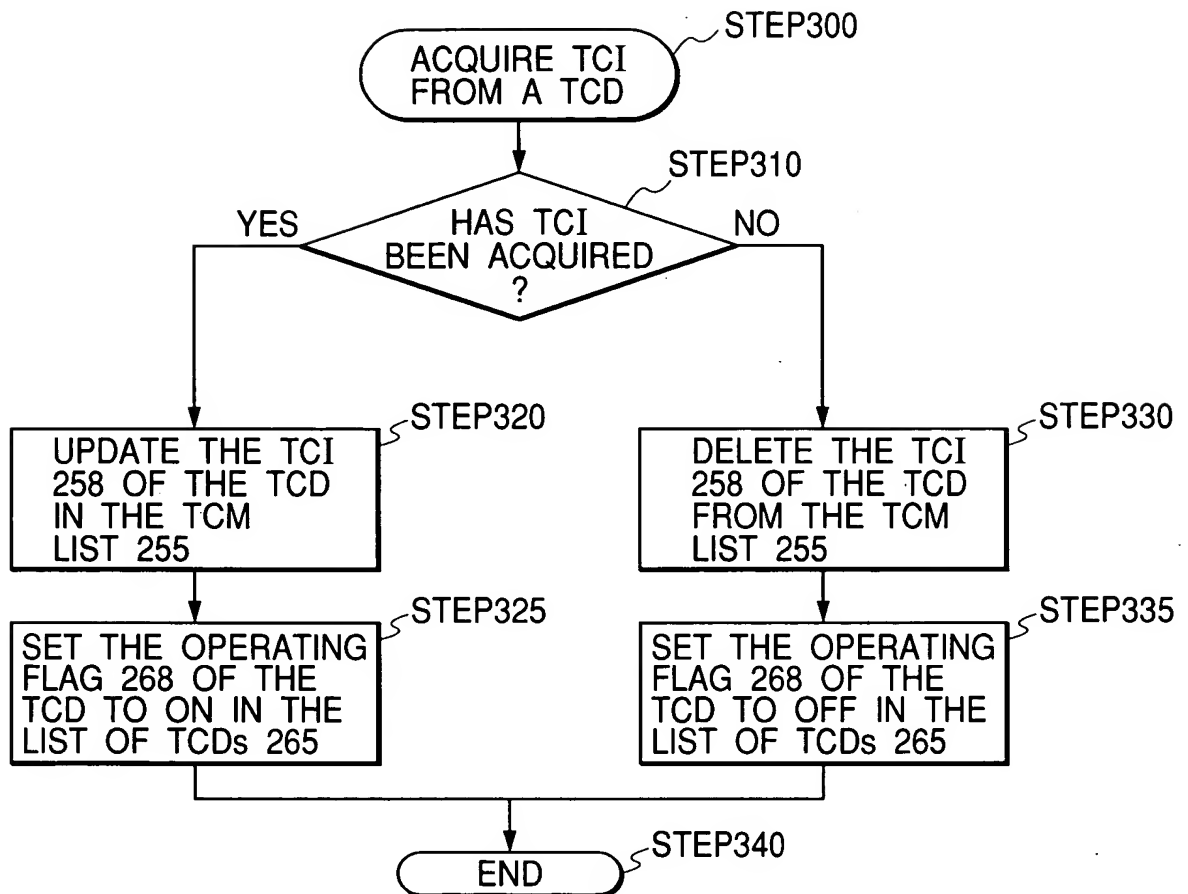 STEP300
ACQUIRE TCI
FROM A TCD
STEP310
YES
HAS TCI
BEEN ACQUIRED
?
NO
STEP320
UPDATE THE TCI
258 OF THE TCD
IN THE TCM
LIST 255
STEP330
DELETE THE TCI
258 OF THE TCD
FROM THE TCM
LIST 255
STEP325
SET THE OPERATING
FLAG 268 OF THE
TCD TO ON IN THE
LIST OF TCDs 265
STEP335
SET THE OPERATING
FLAG 268 OF THE
TCD TO OFF IN THE
LIST OF TCDs 265
STEP340
END